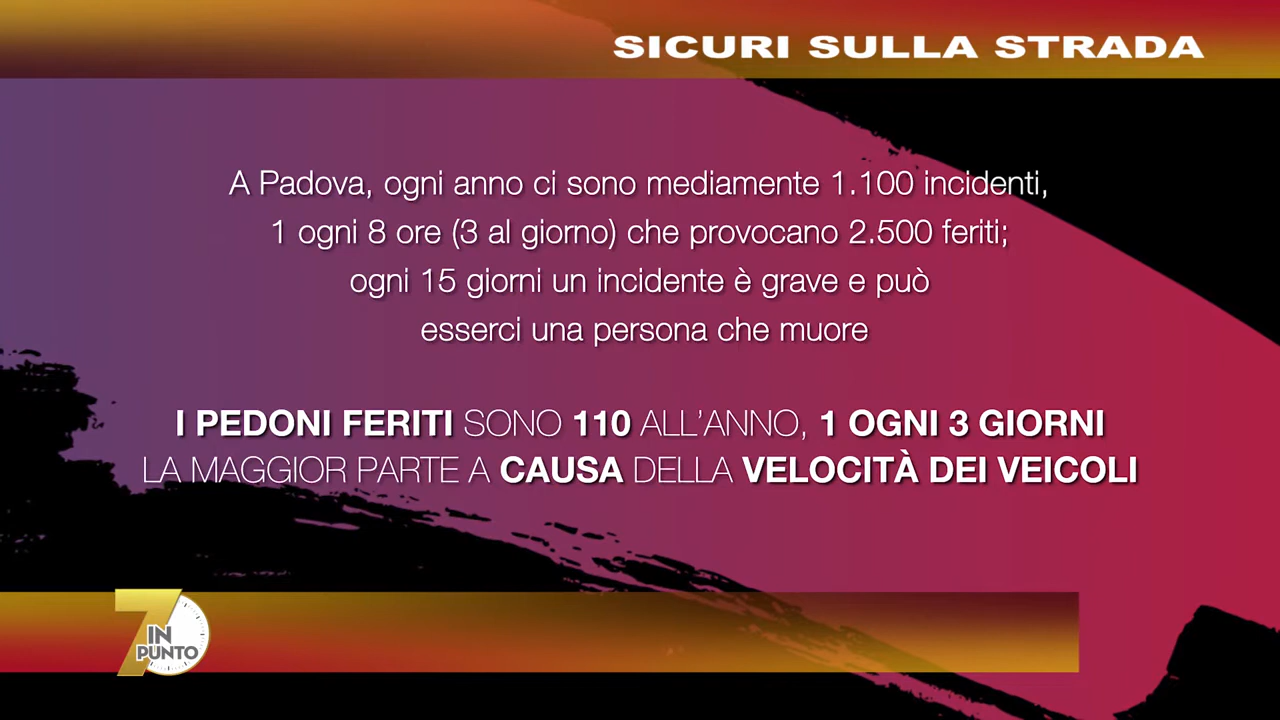 SICURI SULLA STRADA
A Padova, ogni anno ci sono mediamente 1.100 incidenti,
1 ogni 8 ore (3 al giorno) che provocano 2.500 feriti;
ogni 15 giorni un incidente è grave e può
esserci una persona che muore
I PEDONI FERITI SONO 110 ALL'ANNO, 1 OGNI 3 GIORNI
LA MAGGIOR PARTE A CAUSA DELLA VELOCITÀ DEI VEICOLI
7
IN
PUNTO